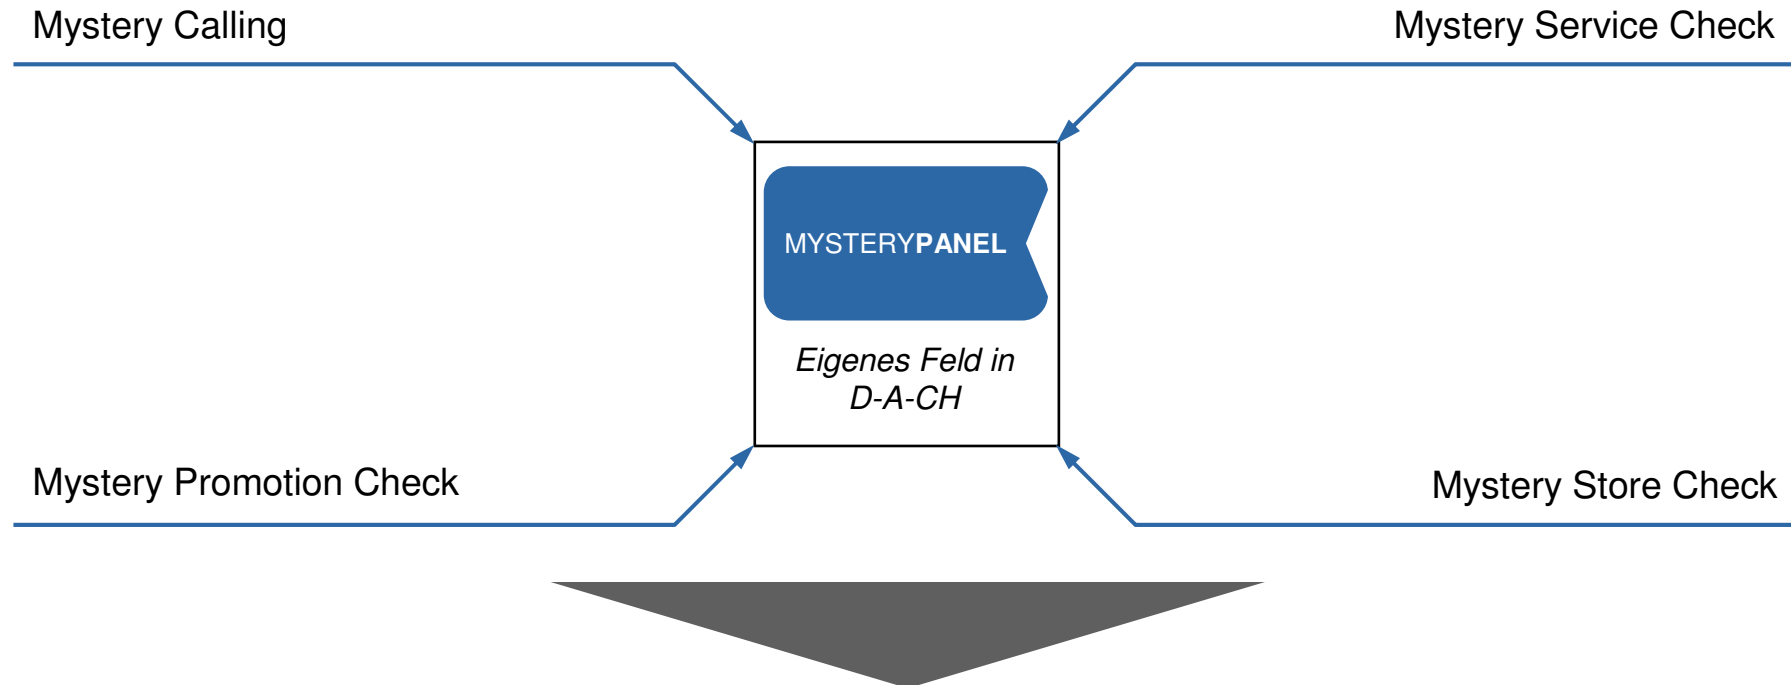 Mystery Calling
Mystery Service Check
MYSTERYPANEL
Eigenes Feld in
D-A-CH
Mystery Promotion Check
Mystery Store Check